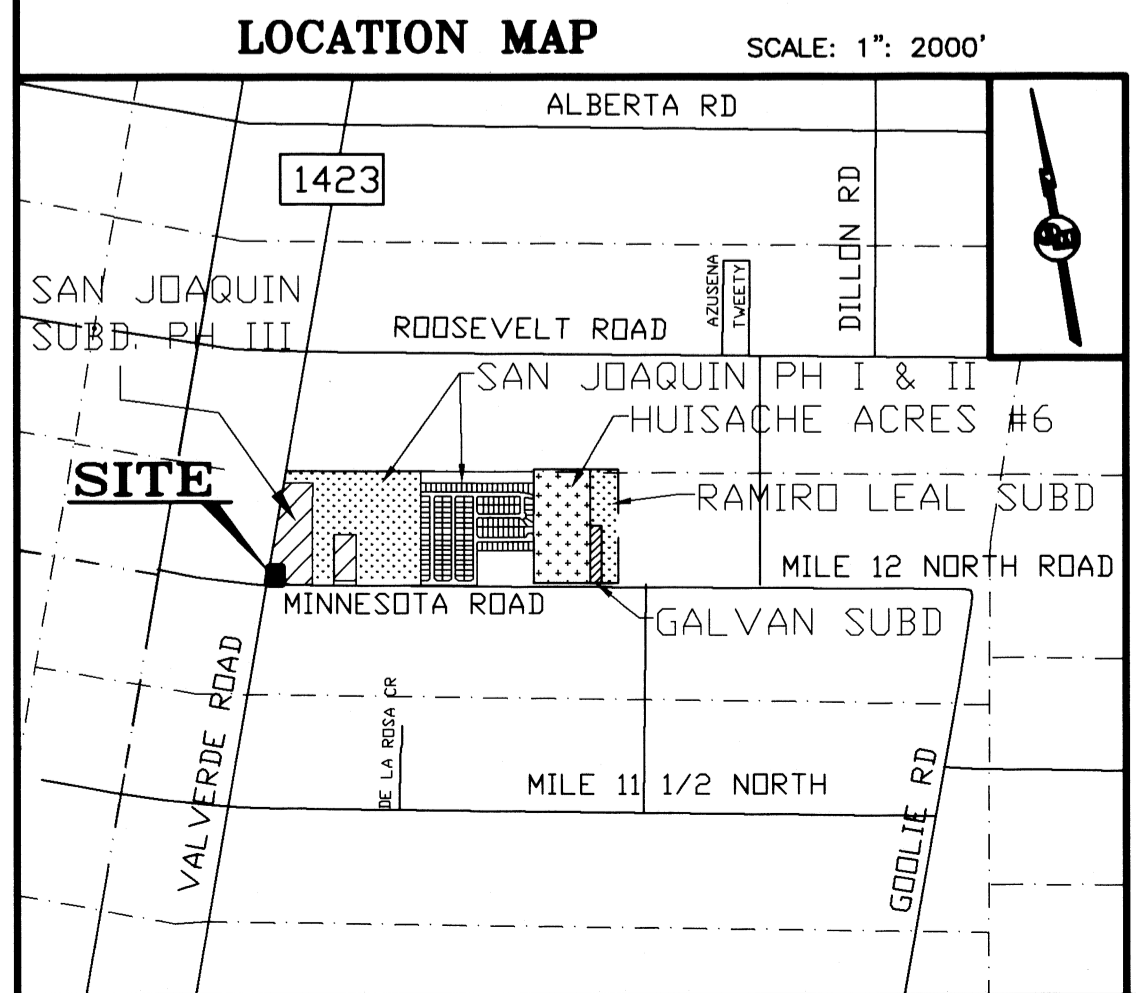 LOCATION MAP
SCALE: 1": 2000'
ALBERTA RD
1423
DILLON RD
SAN JOAQUIN
SUBD. PH III
ROOSEVELT ROAD
AZUSENA
TWEETY
SAN JOAQUIN PH I & II
HUISACHE ACRES #6
SITE
RAMIRO LEAL SUBD
MILE 12 NORTH ROAD
MINNESOTA ROAD
GALVAN SUBD
VALVERDE ROAD
DE LA ROSA CR
MILE 11 1/2 NORTH
GOOLIE RD